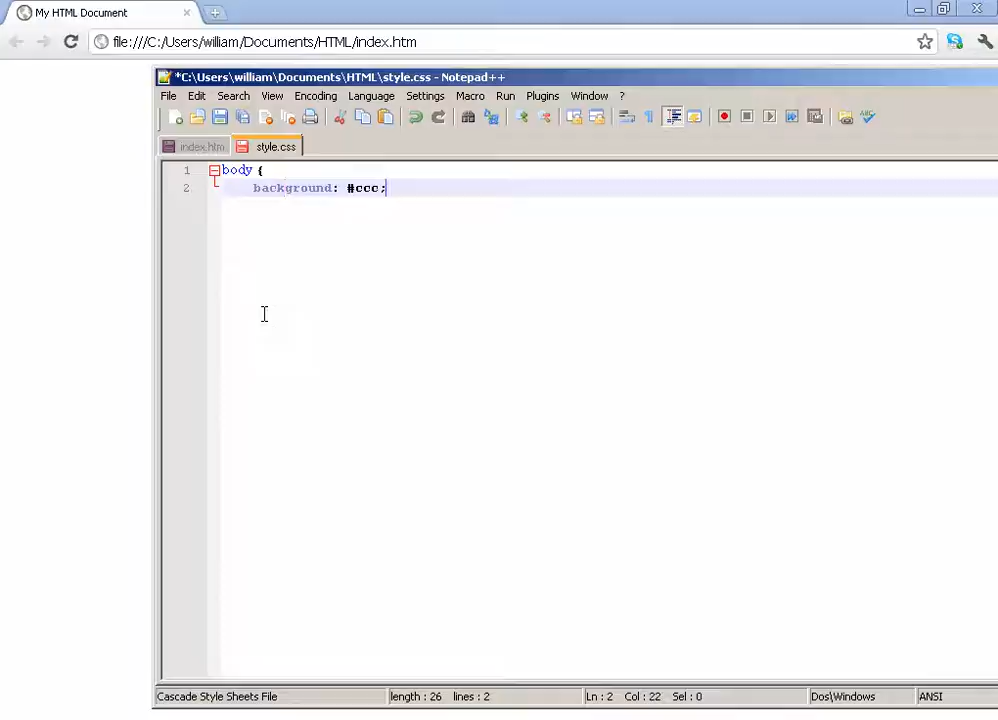 My HTML Document
file:///C:/Users/william/Documents/HTML/index.htm
*C:\Users\william\Documents\HTML\style.css - Notepad++
File Edit Search View Encoding Language Settings Macro Run Plugins Window ?
index.htm style.css
1 body {
2 background: #ccc;
Cascade Style Sheets File length : 26 lines : 2 Ln : 2 Col : 22 Sel : 0 Dos\Windows ANSI